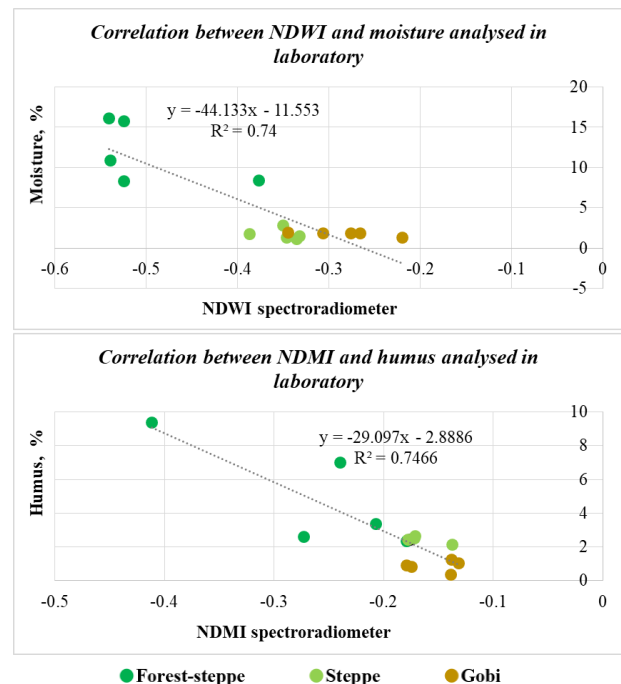 Correlation between NDWI and moisture analysed in
laboratory
y = -44.133x - 11.553
R² = 0.74
Moisture, %
20
15
10
5
0
-5
-0.6 -0.5 -0.4 -0.3 -0.2 -0.1 0
NDWI spectroradiometer
Correlation between NDMI and humus analysed in
laboratory
y = -29.097x - 2.8886
R² = 0.7466
Humus, %
10
8
6
4
2
0
-0.5 -0.4 -0.3 -0.2 -0.1 0
NDMI spectroradiometer
Forest-steppe Steppe Gobi